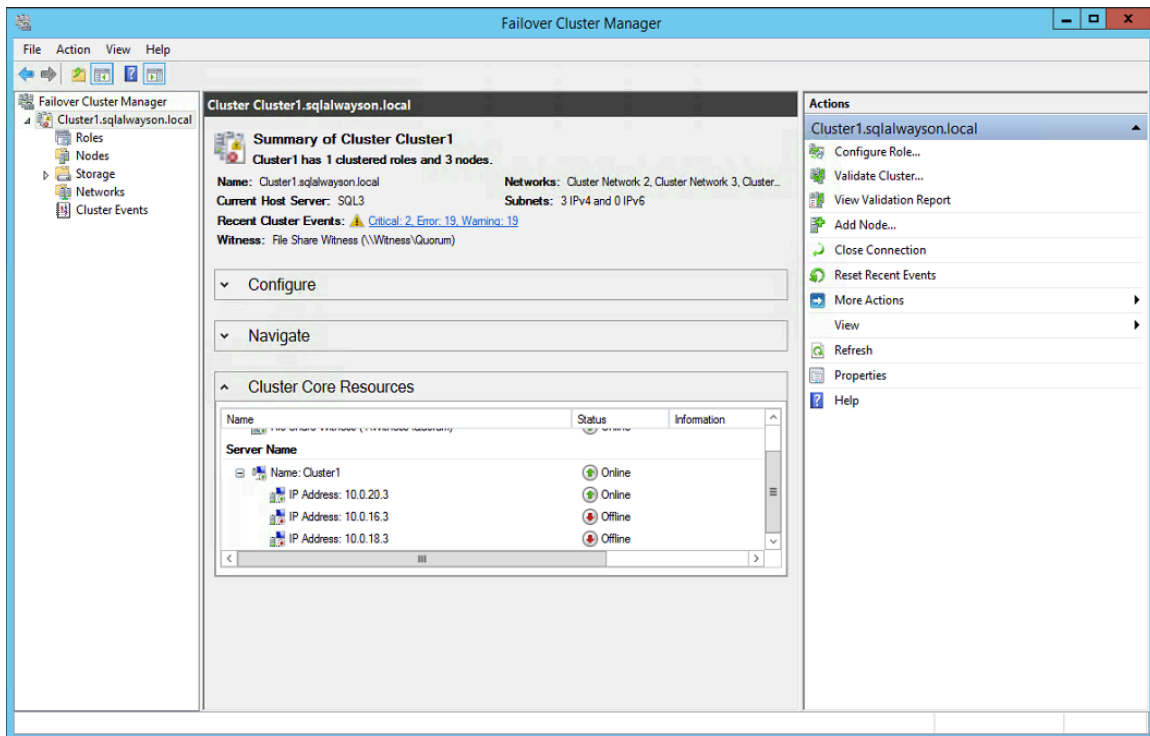 Failover Cluster Manager
File Action View Help
Failover Cluster Manager
Cluster1.sqlalwayson.local
Roles
Nodes
Storage
Networks
Cluster Events
Cluster Cluster1.sqlalwayson.local
Summary of Cluster Cluster1
Cluster1 has 1 clustered roles and 3 nodes.
Name: Cluster1.sqlalwayson.local Networks: Cluster Network 2, Cluster Network 3, Cluster...
Current Host Server: SQL3 Subnets: 3 IPv4 and 0 IPv6
Recent Cluster Events: Critical: 2, Error: 19, Warning: 19
Witness: File Share Witness (\\Witness\Quorum)
Configure
Navigate
Cluster Core Resources
Name Status Information
File Share Witness (\\Witness\Quorum) Online
Server Name
Name: Cluster1 Online
IP Address: 10.0.20.3 Online
IP Address: 10.0.16.3 Offline
IP Address: 10.0.18.3 Offline
Actions
Cluster1.sqlalwayson.local
Configure Role...
Validate Cluster...
View Validation Report
Add Node...
Close Connection
Reset Recent Events
More Actions
View
Refresh
Properties
Help